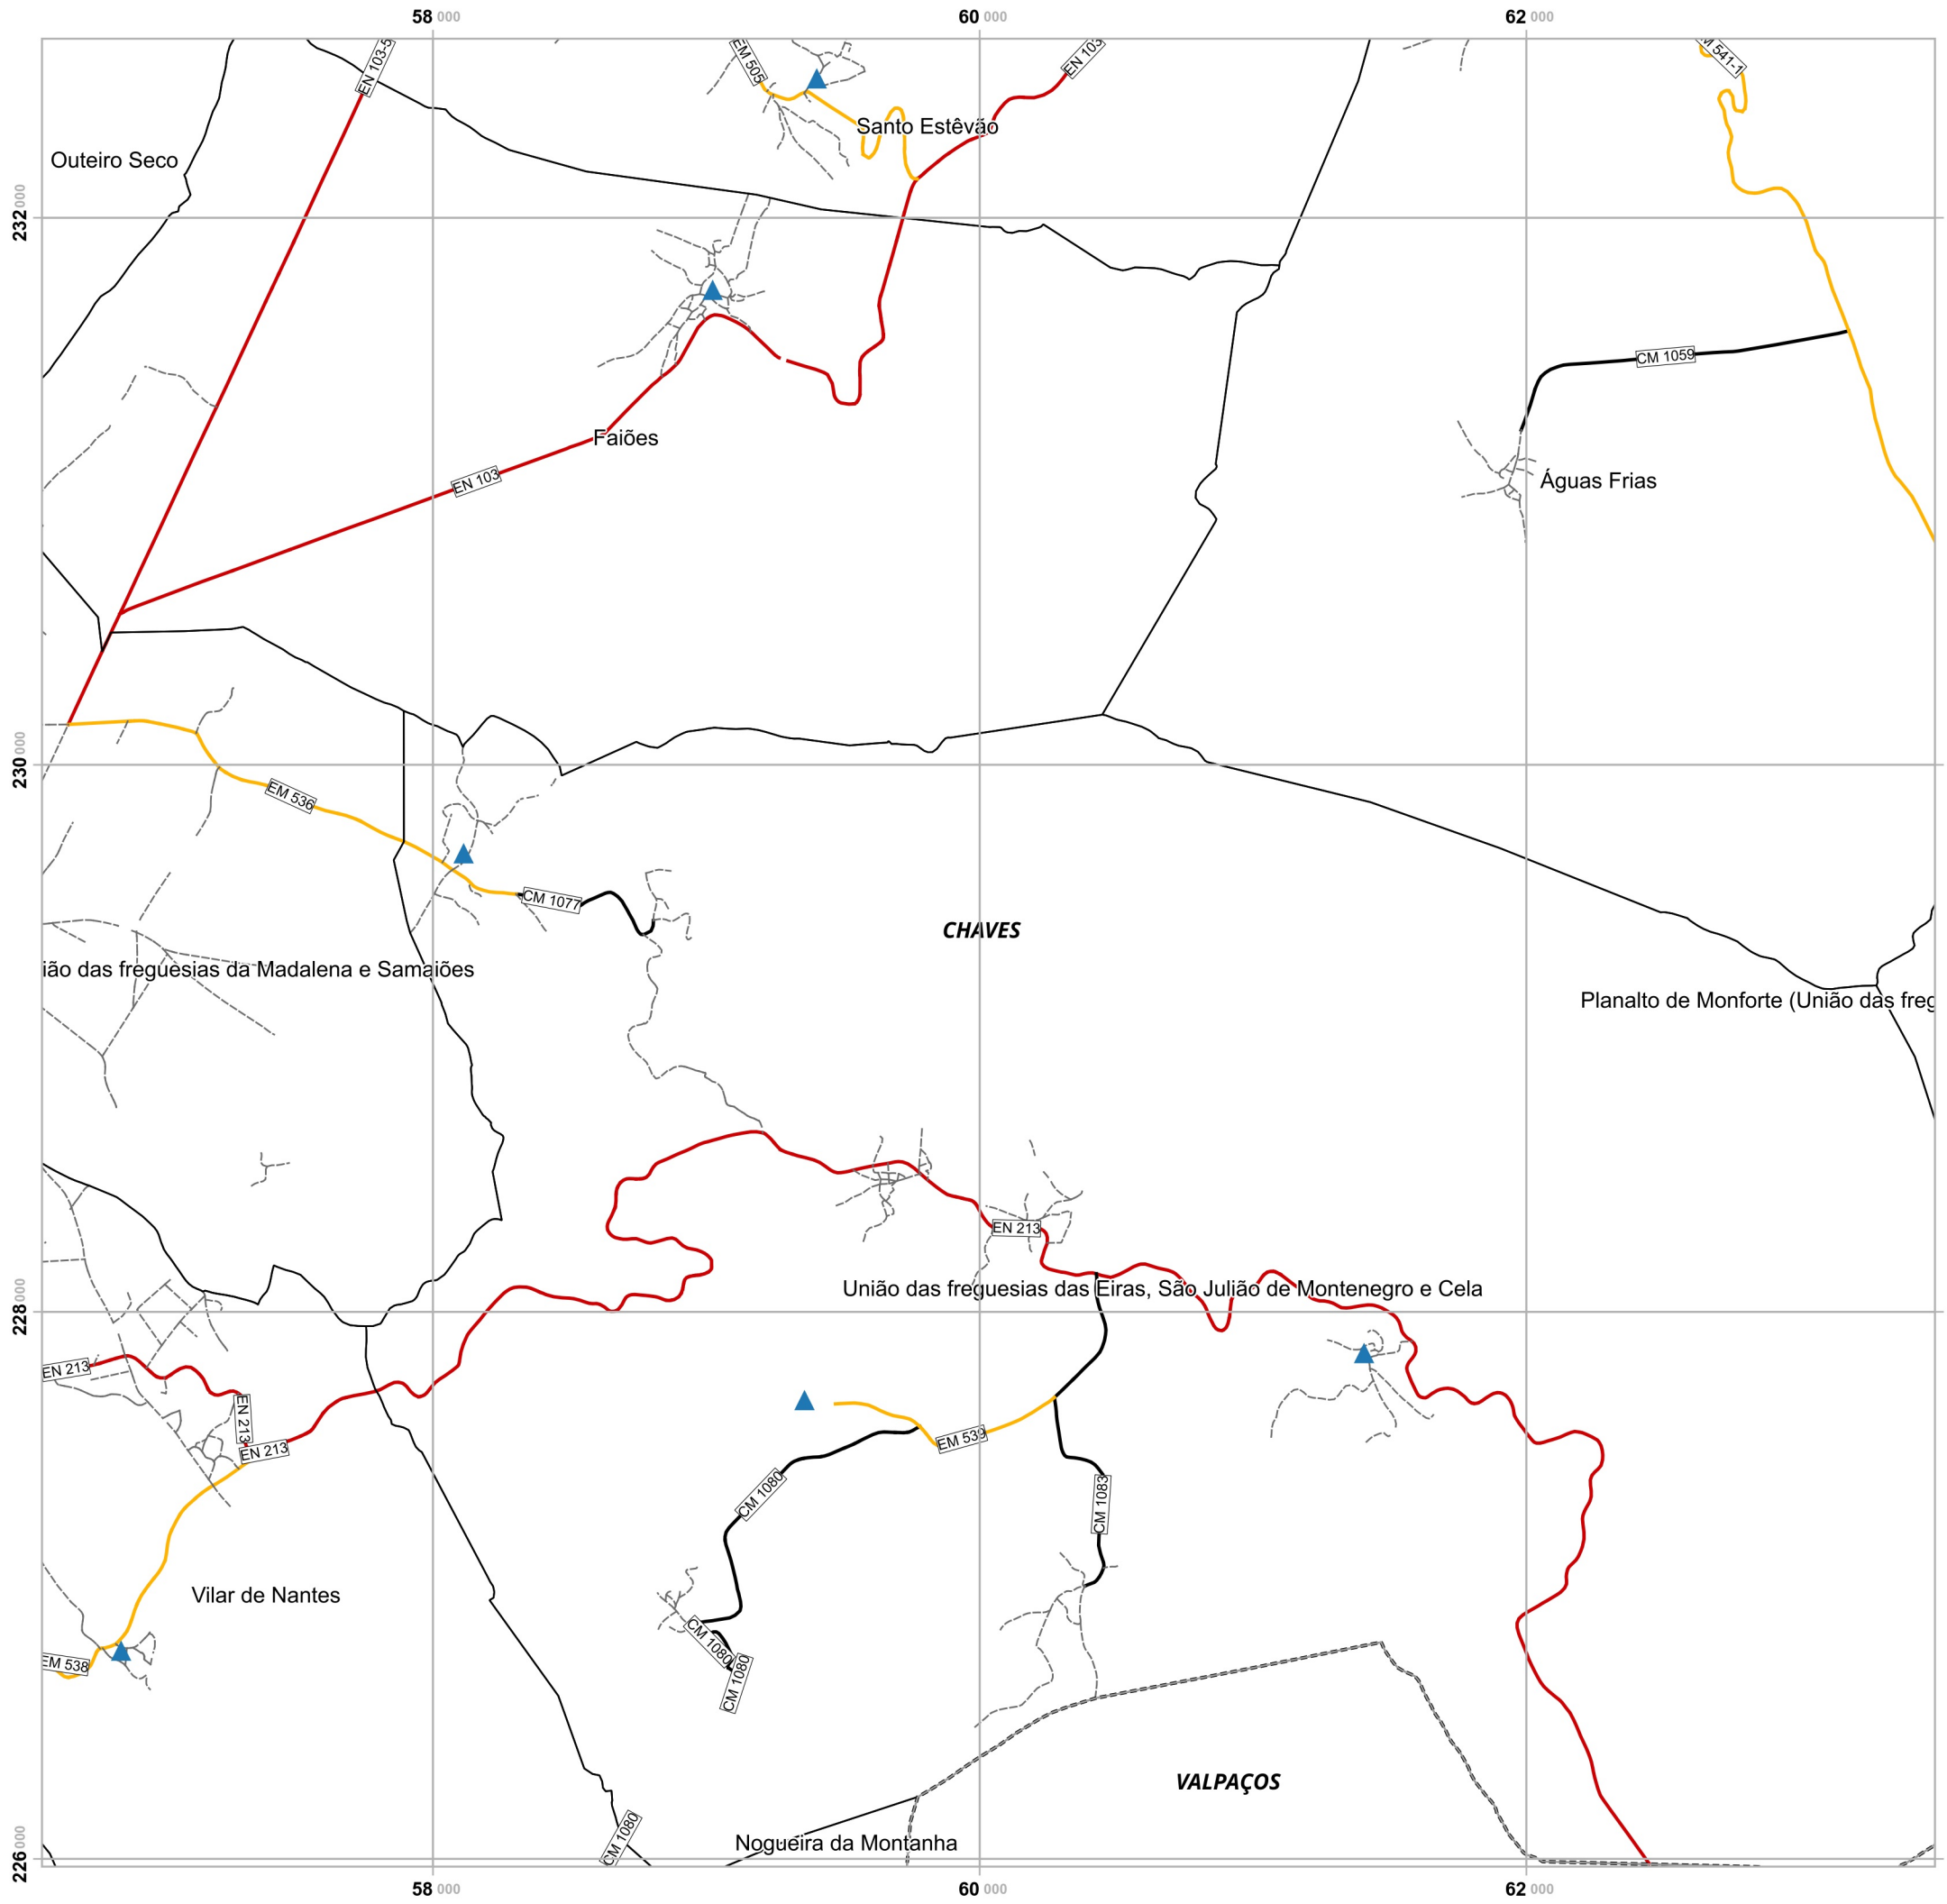 58 000 60 000 62 000
EN 103-5
EM 505
EN 103
M 541-1
Santo Estêvão
Outeiro Seco
232 000
CM 1059
Faiões
EN 103
Águas Frias
230 000
EM 536
CM 1077
CHAVES
ião das freguesias da Madalena e Samaiões
Planalto de Monforte (União das freg
EN 213
União das freguesias das Eiras, São Julião de Montenegro e Cela
228 000
EN 213
EN 213
EN 213
EM 539
CM 1080
CM 1083
Vilar de Nantes
CM 1080
EM 538
CM 1080
VALPAÇOS
CM 1080
Nogueira da Montanha
226 000
58 000 60 000 62 000